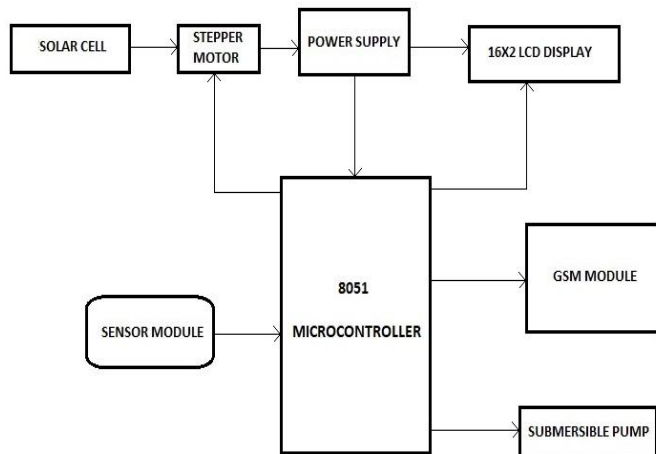 SOLAR CELL
STEPPER
MOTOR
POWER SUPPLY
16X2 LCD DISPLAY
8051
MICROCONTROLLER
GSM MODULE
SENSOR MODULE
SUBMERSIBLE PUMP